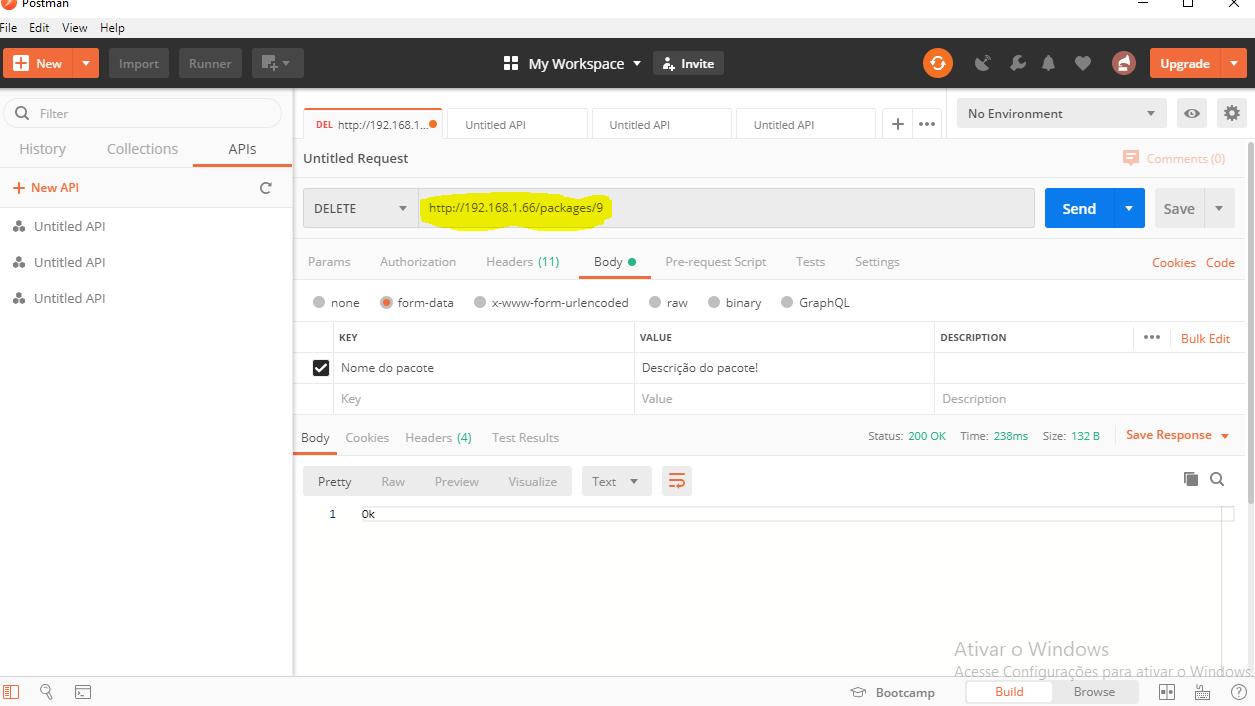 Postman
File Edit View Help
New Import Runner My Workspace Invite Upgrade
Filter
History Collections APIs
+ New API
Untitled API
Untitled API
Untitled API
DEL http://192.168.1... Untitled API Untitled API Untitled API + ••• No Environment
Untitled Request Comments (0)
DELETE http://192.168.1.66/packages/9 Send Save
Params Authorization Headers (11) Body Pre-request Script Tests Settings Cookies Code
none form-data x-www-form-urlencoded raw binary GraphQL
KEY VALUE DESCRIPTION ••• Bulk Edit
Nome do pacote Descrição do pacote!
Key Value Description
Body Cookies Headers (4) Test Results Status: 200 OK Time: 238ms Size: 132 B Save Response
Pretty Raw Preview Visualize Text
1 Ok
Ativar o Windows
Acesse Configurações para ativar o Windows.
Bootcamp Build Browse ?